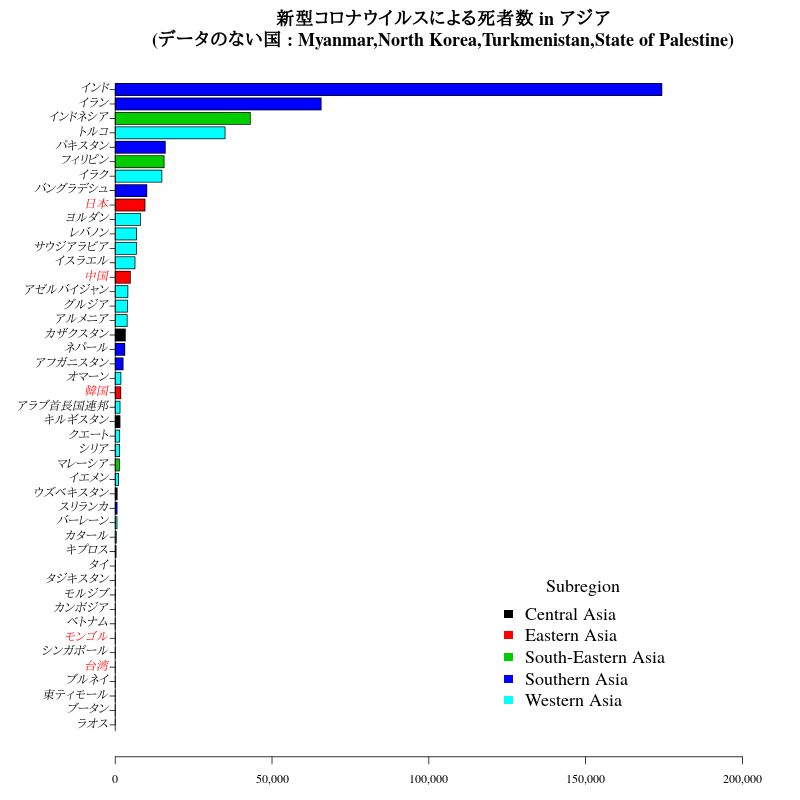 新型コロナウイルスによる死者数 in アジア
(データのない国 : Myanmar,North Korea,Turkmenistan,State of Palestine)
インド
イラン
インドネシア
トルコ
パキスタン
フィリピン
イラク
バングラデシュ
日本
ヨルダン
レバノン
サウジアラビア
イスラエル
中国
アゼルバイジャン
グルジア
アルメニア
カザクスタン
ネパール
アフガニスタン
オマーン
韓国
アラブ首長国連邦
キルギスタン
クエート
シリア
マレーシア
イエメン
ウズベキスタン
スリランカ
バーレーン
カタール
キプロス
タイ
タジキスタン
モルジブ
カンボジア
ベトナム
モンゴル
シンガポール
台湾
ブルネイ
東ティモール
ブータン
ラオス
Subregion
Central Asia
Eastern Asia
South-Eastern Asia
Southern Asia
Western Asia
0 50,000 100,000 150,000 200,000